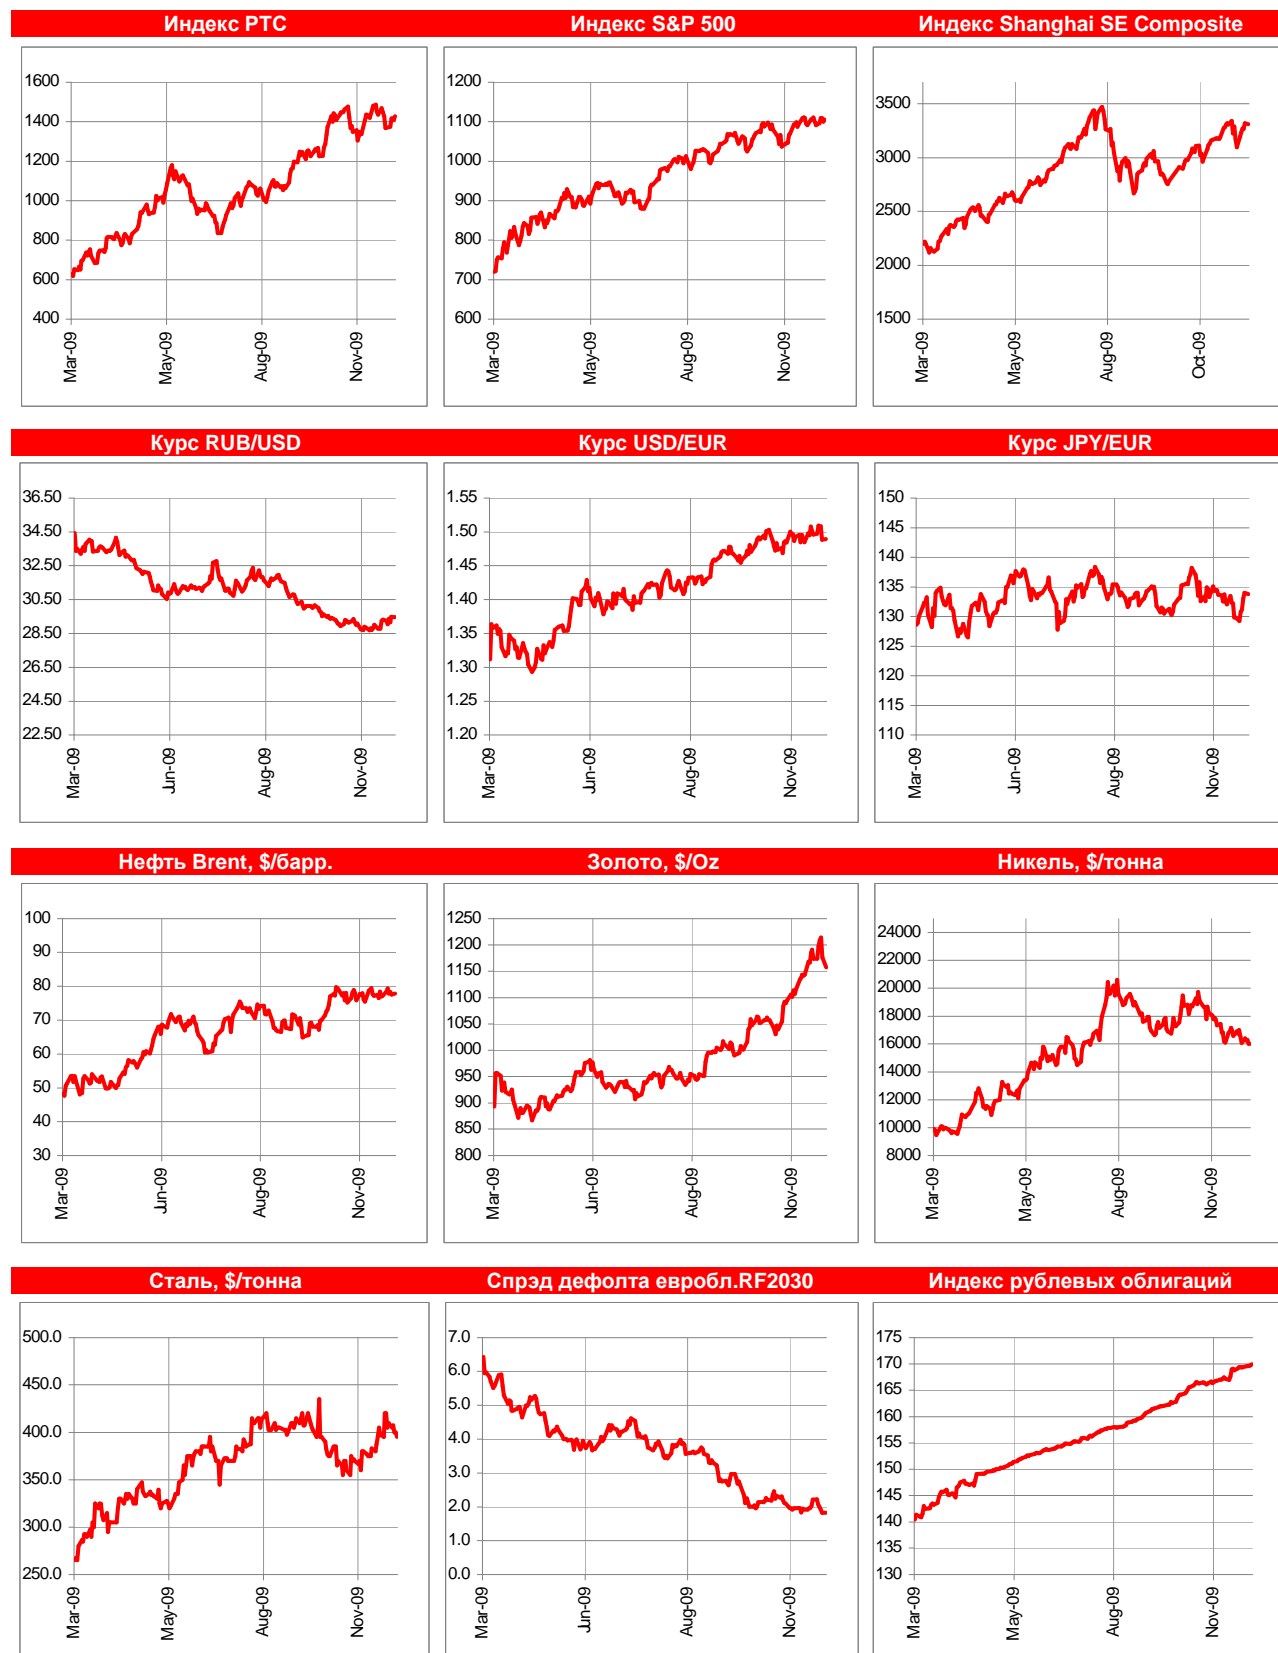 Индекс РТС
1600
1400
1200
1000
800
600
400
Mar-09
May-09
Aug-09
Nov-09
Индекс S&P 500
1200
1100
1000
900
800
700
600
Mar-09
May-09
Aug-09
Nov-09
Индекс Shanghai SE Composite
3500
3000
2500
2000
1500
Mar-09
May-09
Aug-09
Oct-09
Курс RUB/USD
36.50
34.50
32.50
30.50
28.50
26.50
24.50
22.50
Mar-09
Jun-09
Aug-09
Nov-09
Курс USD/EUR
1.55
1.50
1.45
1.40
1.35
1.30
1.25
1.20
Mar-09
Jun-09
Aug-09
Nov-09
Курс JPY/EUR
150
145
140
135
130
125
120
115
110
Mar-09
Jun-09
Aug-09
Nov-09
Нефть Brent, $/барр.
100
90
80
70
60
50
40
30
Mar-09
Jun-09
Aug-09
Nov-09
Золото, $/Oz
1250
1200
1150
1100
1050
1000
950
900
850
800
Mar-09
Jun-09
Aug-09
Nov-09
Никель, $/тонна
24000
22000
20000
18000
16000
14000
12000
10000
8000
Mar-09
May-09
Aug-09
Nov-09
Сталь, $/тонна
500.0
450.0
400.0
350.0
300.0
250.0
Mar-09
May-09
Aug-09
Nov-09
Спрэд дефолта евробл.RF2030
7.0
6.0
5.0
4.0
3.0
2.0
1.0
0.0
Mar-09
Jun-09
Aug-09
Nov-09
Индекс рублевых облигаций
175
170
165
160
155
150
145
140
135
130
Mar-09
May-09
Aug-09
Nov-09